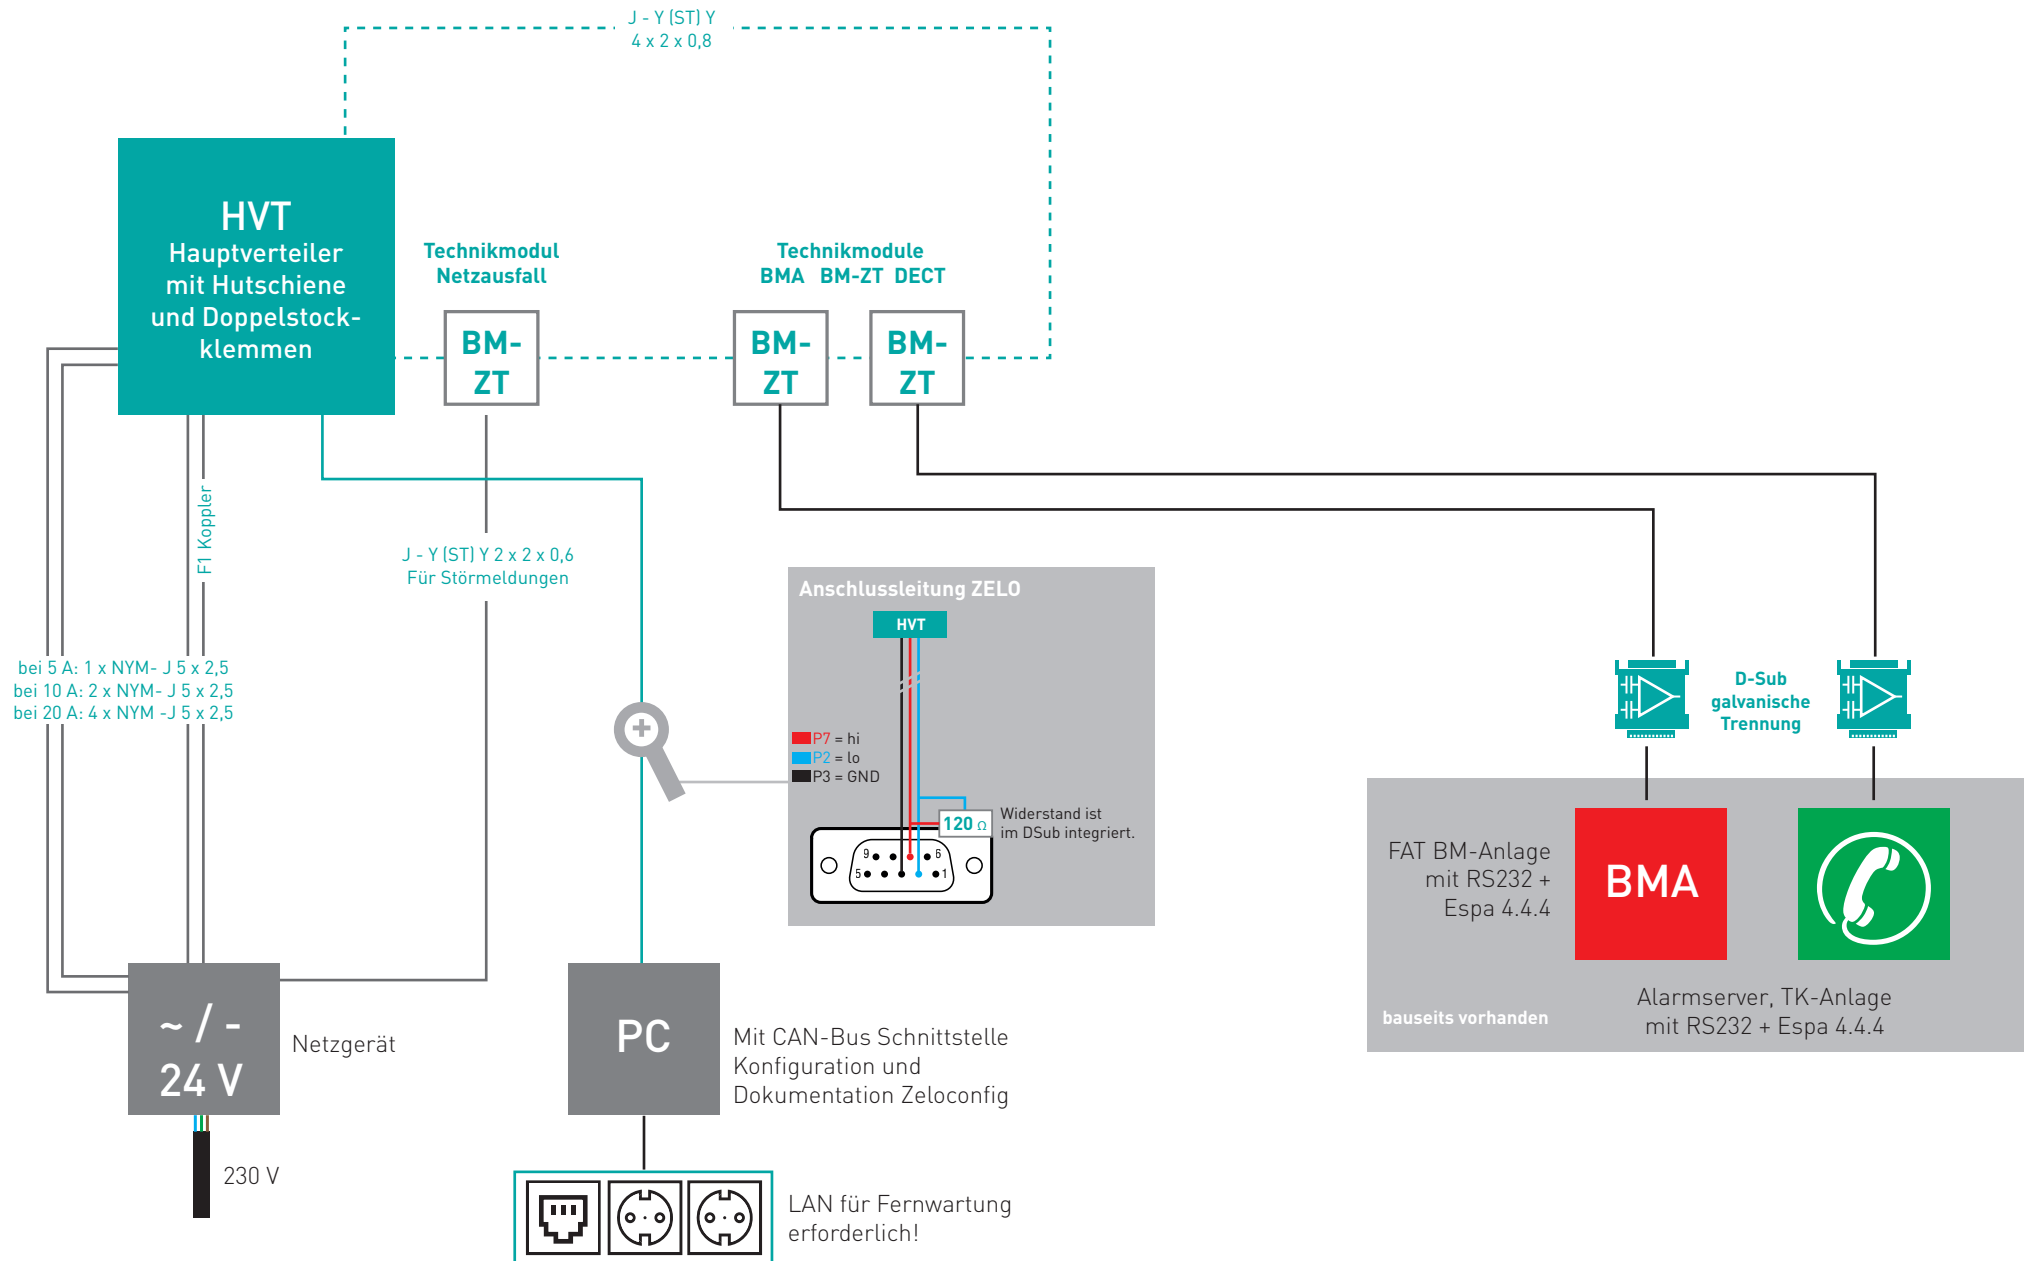 J - Y (ST) Y
4 x 2 x 0,8
HVT
Hauptverteiler
mit Hutschiene
und Doppelstock-
klemmen
Technikmodul
Netzausfall
Technikmodule
BMA BM-ZT DECT
BM-
ZT
BM-
ZT
BM-
ZT
F1 Koppler
J - Y (ST) Y 2 x 2 x 0,6
Für Störmeldungen
bei 5 A: 1 x NYM- J 5 x 2,5
bei 10 A: 2 x NYM- J 5 x 2,5
bei 20 A: 4 x NYM -J 5 x 2,5
Anschlussleitung ZELO
HVT
P7 = hi
P2 = lo
P3 = GND
120 Ω
Widerstand ist
im DSub integriert.
9
6
5
1
D-Sub
galvanische
Trennung
FAT BM-Anlage
mit RS232 +
Espa 4.4.4
BMA
Alarmserver, TK-Anlage
mit RS232 + Espa 4.4.4
bauseits vorhanden
~ / -
24 V
Netzgerät
230 V
PC
Mit CAN-Bus Schnittstelle
Konfiguration und
Dokumentation Zeloconfig
LAN für Fernwartung
erforderlich!